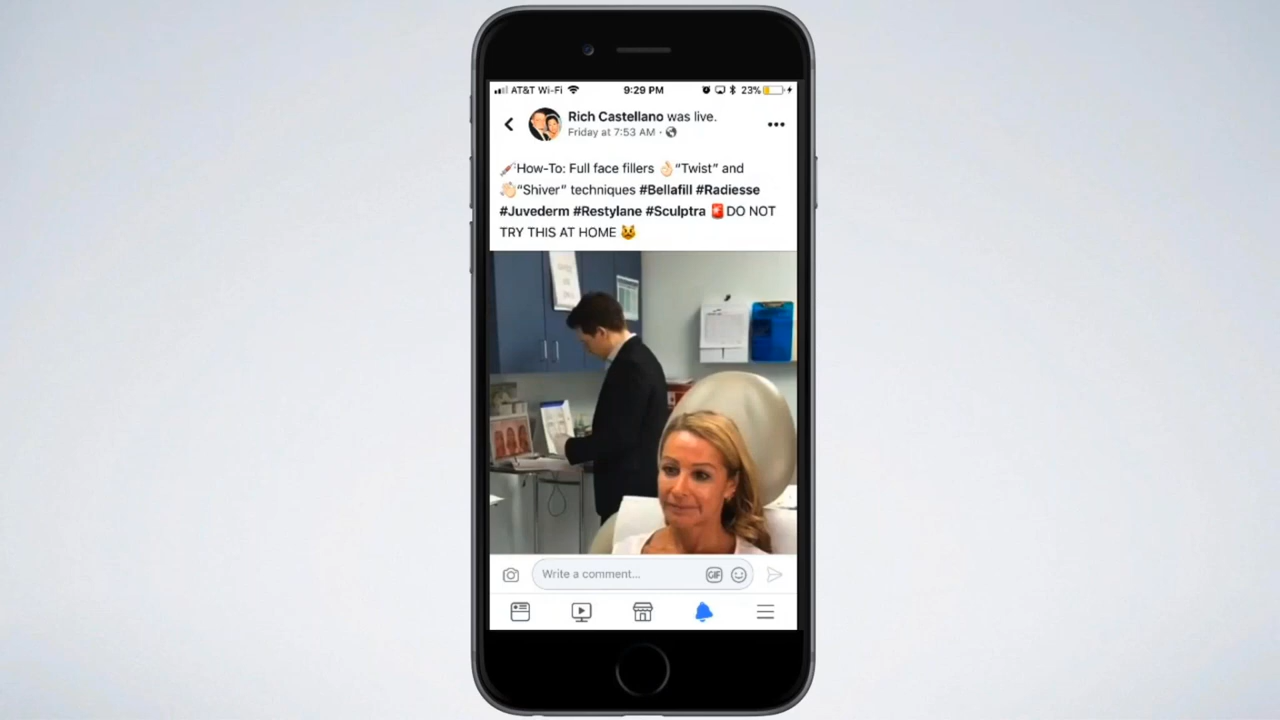 AT&T Wi-Fi 9:29 PM 23%
Rich Castellano was live.
Friday at 7:53 AM ·
💉How-To: Full face fillers 👌🏻“Twist” and
👏🏻“Shiver” techniques #Bellafill #Radiesse
#Juvederm #Restylane #Sculptra 🚨DO NOT
TRY THIS AT HOME 😾
Write a comment...
GIF